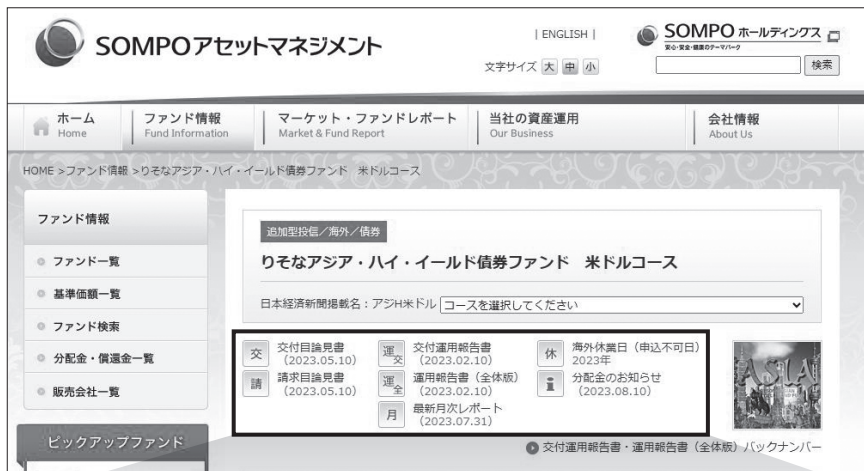 SOMPOアセットマネジメント
| ENGLISH |
SOMPO ホールディングス
安心・安全・健康のテーマパーク
文字サイズ 大 中 小
検索
ホーム
Home
ファンド情報
Fund Information
マーケット・ファンドレポート
Market & Fund Report
当社の資産運用
Our Business
会社情報
About Us
HOME >ファンド情報 >りそなアジア・ハイ・イールド債券ファンド 米ドルコース
ファンド情報
ファンド一覧
基準価額一覧
ファンド検索
分配金・償還金一覧
販売会社一覧
ピックアップファンド
追加型投信／海外／債券
りそなアジア・ハイ・イールド債券ファンド 米ドルコース
日本経済新聞掲載名：アジH米ドル コースを選択してください
交 交付目論見書
（2023.05.10）
請 請求目論見書
（2023.05.10）
運交 交付運用報告書
（2023.02.10）
運全 運用報告書（全体版）
（2023.02.10）
月 最新月次レポート
（2023.07.31）
休 海外休業日（申込不可日）
2023年
i 分配金のお知らせ
（2023.08.10）
ASIA
交付運用報告書・運用報告書（全体版）バックナンバー